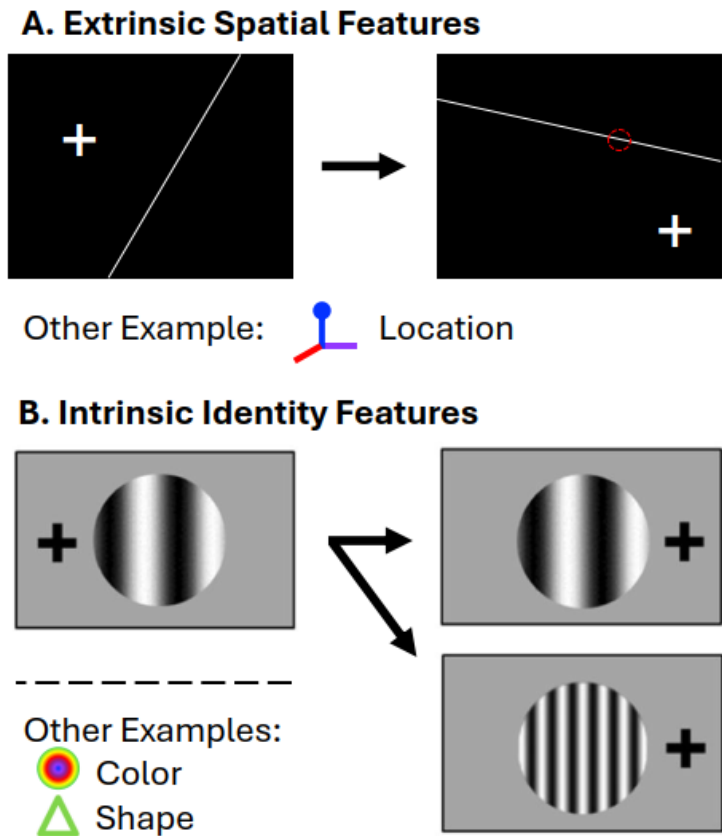 A. Extrinsic Spatial Features
Other Example: Location
B. Intrinsic Identity Features
Other Examples:
Color
Shape